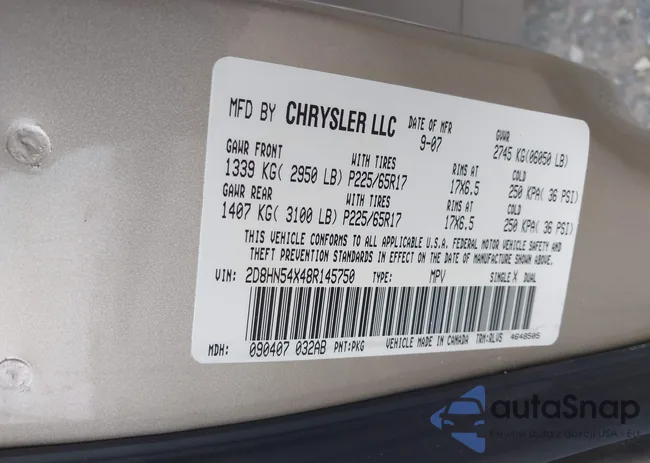 MFD BY CHRYSLER LLC DATE OF MFR 9-07 GVWR 2745 KG(06050 LB)
GAWR FRONT WITH TIRES RIMS AT COLD
1339 KG( 2950 LB) P225/65R17 17X6.5 250 KPA( 36 PSI)
GAWR REAR WITH TIRES RIMS AT COLD
1407 KG( 3100 LB) P225/65R17 17X6.5 250 KPA( 36 PSI)
THIS VEHICLE CONFORMS TO ALL APPLICABLE U.S.A. FEDERAL MOTOR VEHICLE SAFETY AND
THEFT PREVENTION STANDARDS IN EFFECT ON THE DATE OF MANUFACTURE SHOWN ABOVE.
VIN: 2D8HN54X48R145750 TYPE: MPV SINGLE X DUAL
MDH: 090407 032AB PNT:PKG VEHICLE MADE IN CANADA TRM:RLV5 4648505
autoSnap